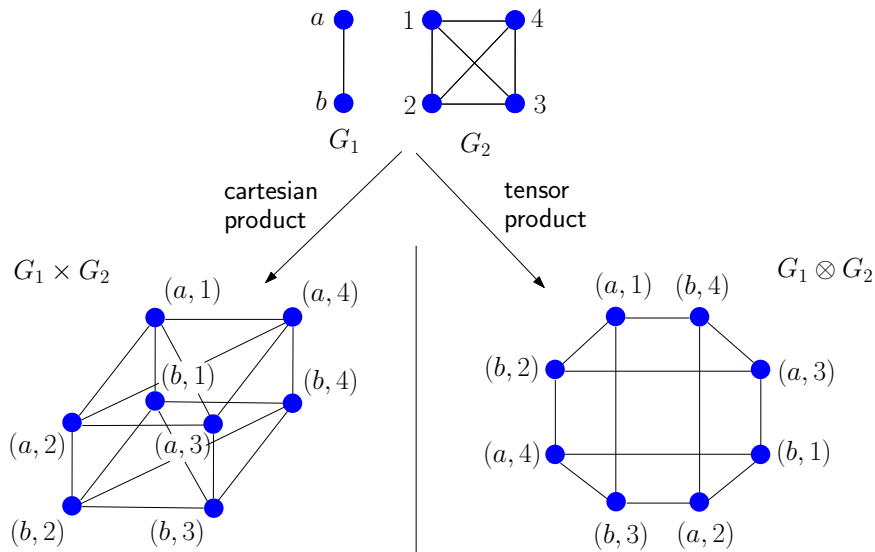 a
b
G₁
1
4
2
3
G₂
cartesian
product
tensor
product
G₁ × G₂
(a, 1)
(a, 4)
(b, 1)
(b, 4)
(a, 2)
(a, 3)
(b, 2)
(b, 3)
G₁ ⊗ G₂
(a, 1)
(b, 4)
(b, 2)
(a, 3)
(a, 4)
(b, 1)
(b, 3)
(a, 2)